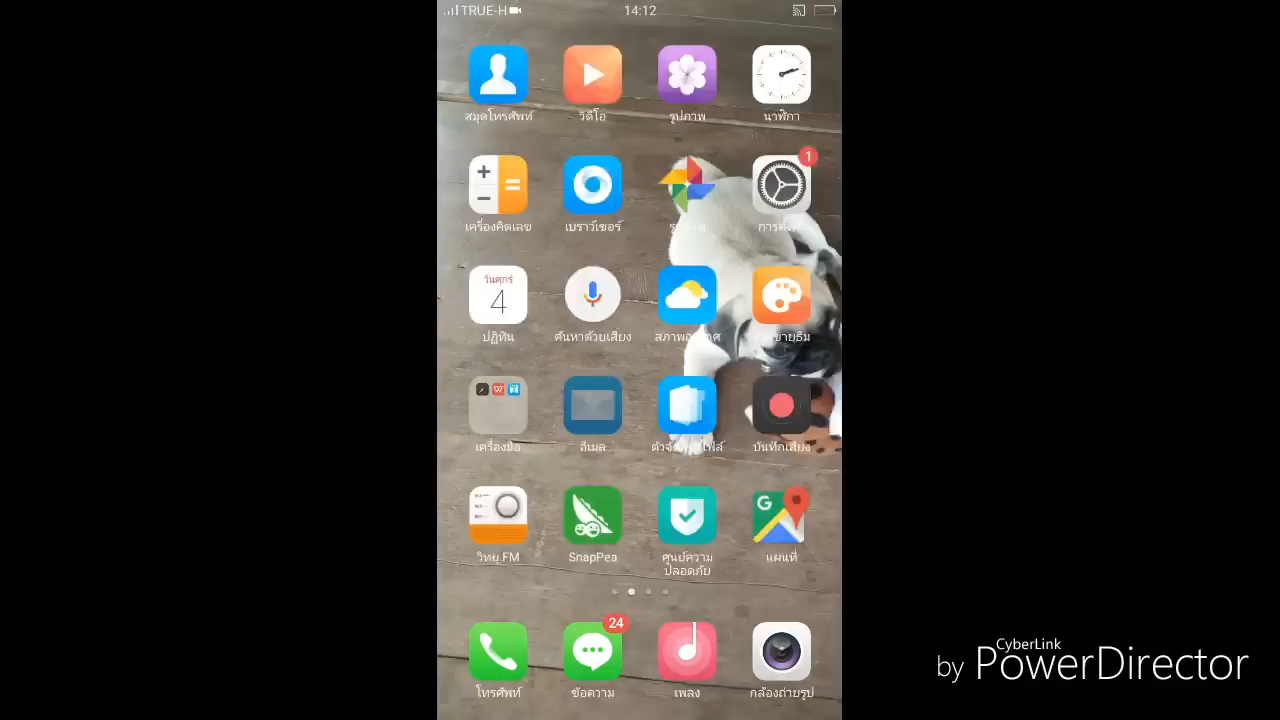 TRUE-H
14:12
สมุดโทรศัพท์
วิดีโอ
รูปภาพ
นาฬิกา
1
เครื่องคิดเลข
เบราว์เซอร์
วันศุกร์
4
ปฏิทิน
ค้นหาด้วยเสียง
เครื่องมือ
อีเมล
บันทึกเสียง
G
วิทยุ FM
SnapPea
ศูนย์ความ
ปลอดภัย
แผนที่
24
โทรศัพท์
ข้อความ
เพลง
กล้องถ่ายรูป
CyberLink
by PowerDirector